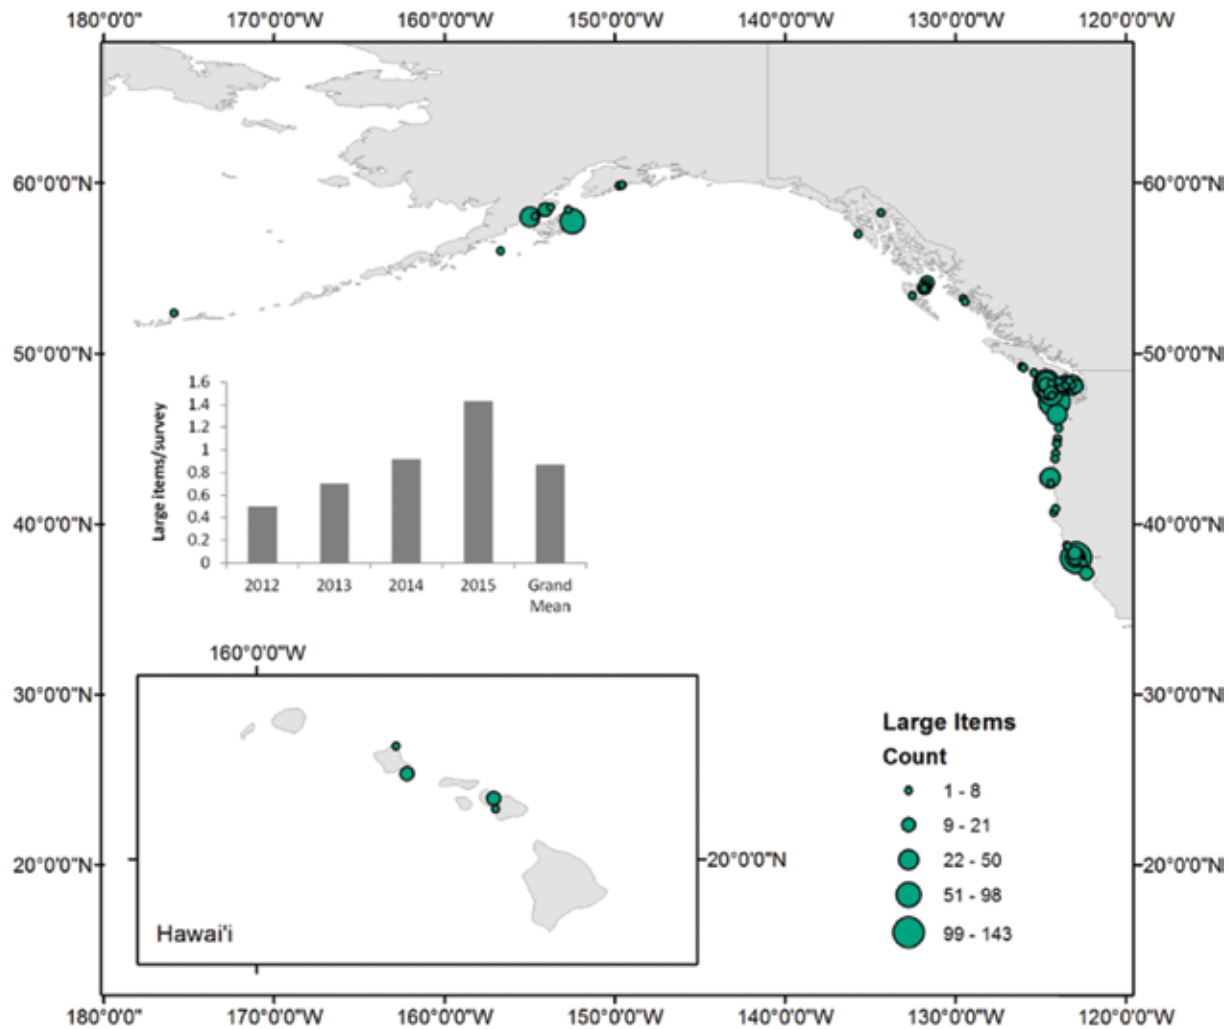 180°0'0"W 170°0'0"W 160°0'0"W 150°0'0"W 140°0'0"W 130°0'0"W 120°0'0"W
60°0'0"N 60°0'0"N
50°0'0"N 50°0'0"N
1.6
1.4
1.2
1
0.8
0.6
0.4
0.2
0
Large items/survey
2012 2013 2014 2015 Grand
Mean
40°0'0"N 40°0'0"N
160°0'0"W
30°0'0"N 30°0'0"N
Large Items
Count
1 - 8
9 - 21
22 - 50
51 - 98
99 - 143
20°0'0"N 20°0'0"N 20°0'0"N
Hawai'i
180°0'0"W 170°0'0"W 160°0'0"W 150°0'0"W 140°0'0"W 130°0'0"W 120°0'0"W